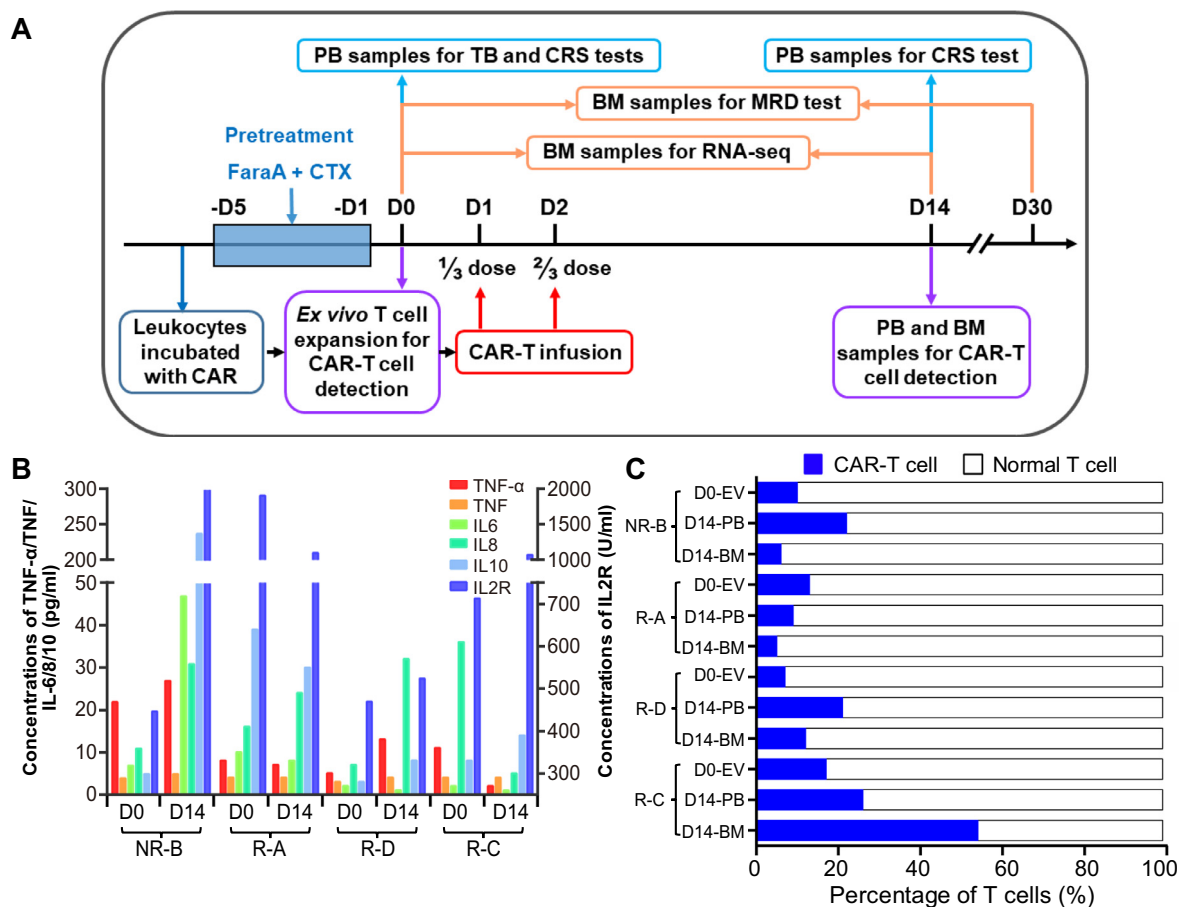 A
PB samples for TB and CRS tests
PB samples for CRS test
BM samples for MRD test
Pretreatment
FaraA + CTX
BM samples for RNA-seq
-D5
-D1
D0
D1
D2
D14
D30
⅓ dose
⅔ dose
Leukocytes
incubated
with CAR
Ex vivo T cell
expansion for
CAR-T cell
detection
CAR-T infusion
PB and BM
samples for CAR-T
cell detection
B
Concentrations of TNF-α/TNF/
IL-6/8/10 (pg/ml)
300
250
200
50
40
30
20
10
0
TNF-α
TNF
IL6
IL8
IL10
IL2R
2000
1500
1000
700
600
500
400
300
Concentrations of IL2R (U/ml)
D0
D14
D0
D14
D0
D14
D0
D14
NR-B
R-A
R-D
R-C
C
CAR-T cell
Normal T cell
NR-B
D0-EV
D14-PB
D14-BM
R-A
D0-EV
D14-PB
D14-BM
R-D
D0-EV
D14-PB
D14-BM
R-C
D0-EV
D14-PB
D14-BM
0
20
40
60
80
100
Percentage of T cells (%)